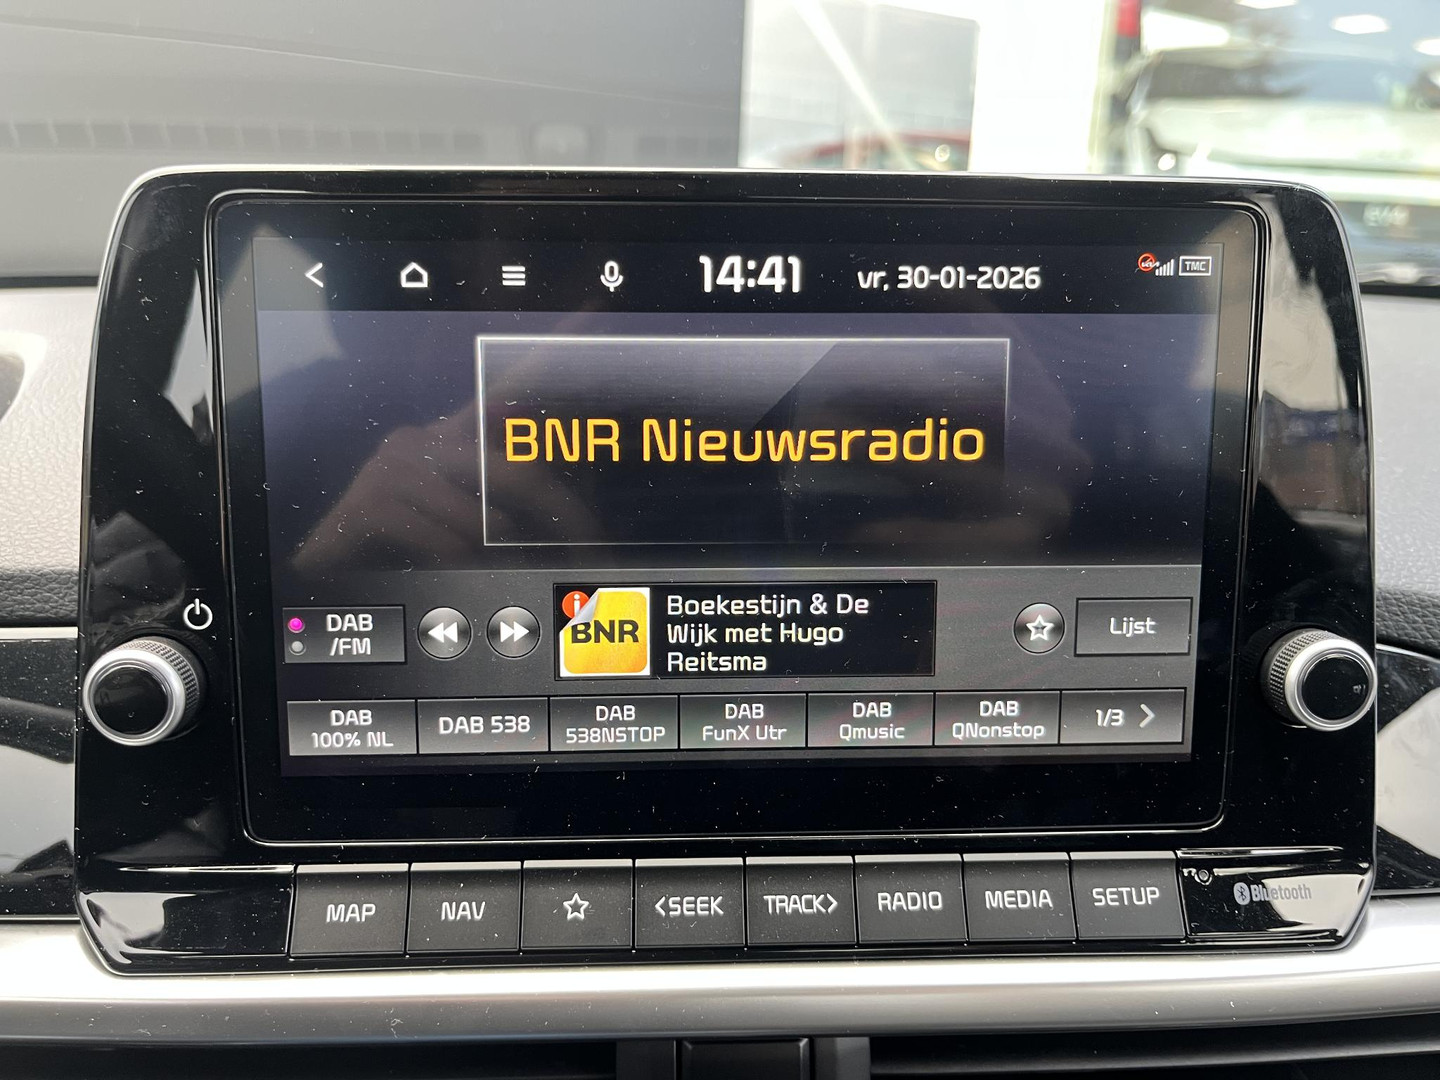 14:41 vr, 30-01-2026 TMC
BNR Nieuwsradio
DAB
/FM
i
BNR
Boekestijn & De
Wijk met Hugo
Reitsma
Lijst
DAB
100% NL
DAB 538
DAB
538NSTOP
DAB
FunX Utr
DAB
Qmusic
DAB
QNonstop
1/3
MAP NAV <SEEK TRACK> RADIO MEDIA SETUP
Bluetooth